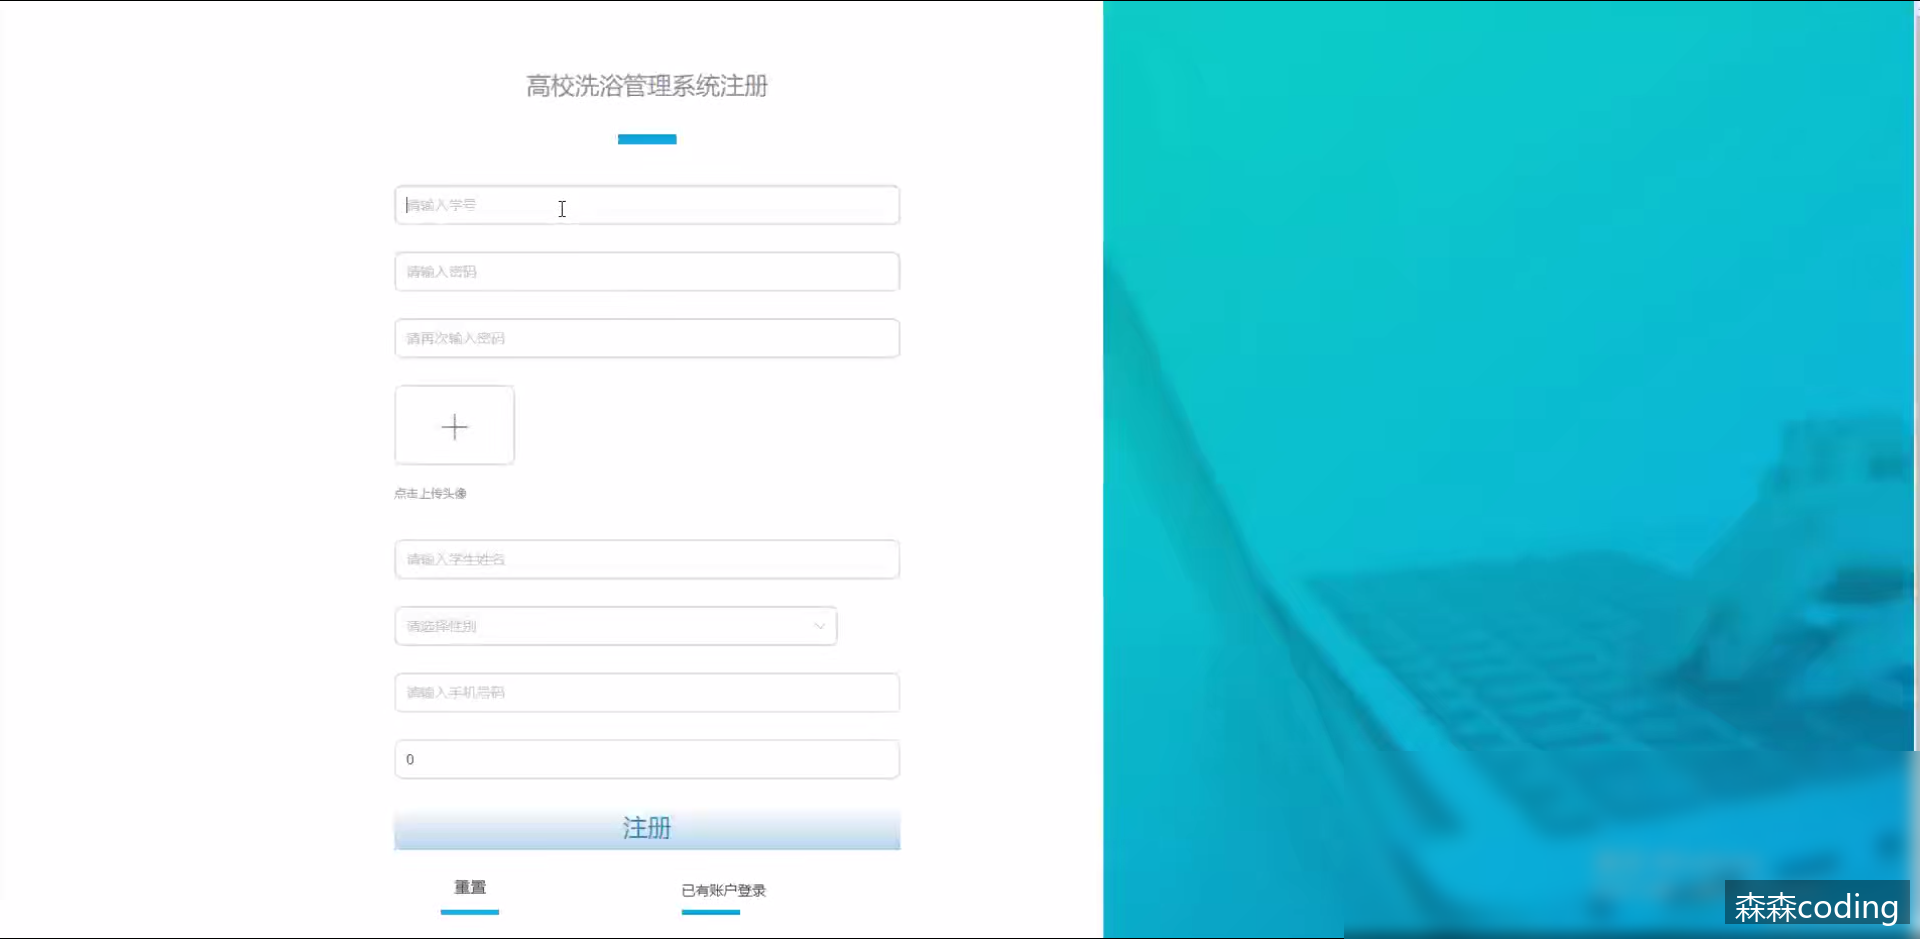 高校洗浴管理系统注册
请输入学号
请输入密码
请再次输入密码
点击上传头像
请输入学生姓名
请选择性别
请输入手机号码
0
注册
重置
已有账户登录
森森coding